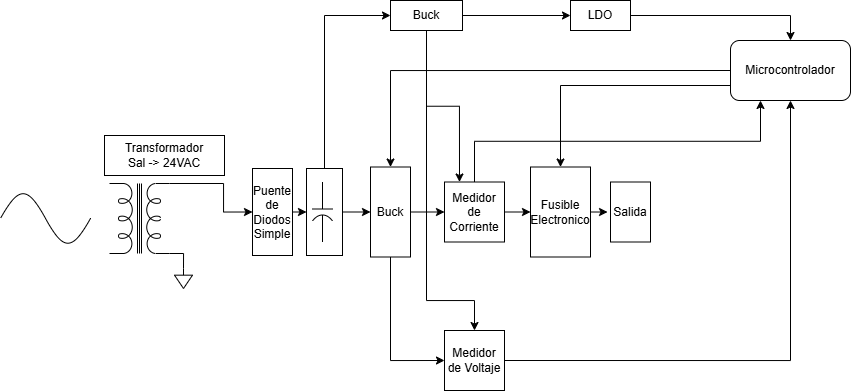 Buck
LDO
Microcontrolador
Transformador
Sal -> 24VAC
Puente
de
Diodos
Simple
Buck
Medidor
de
Corriente
Fusible
Electronico
Salida
Medidor
de Voltaje